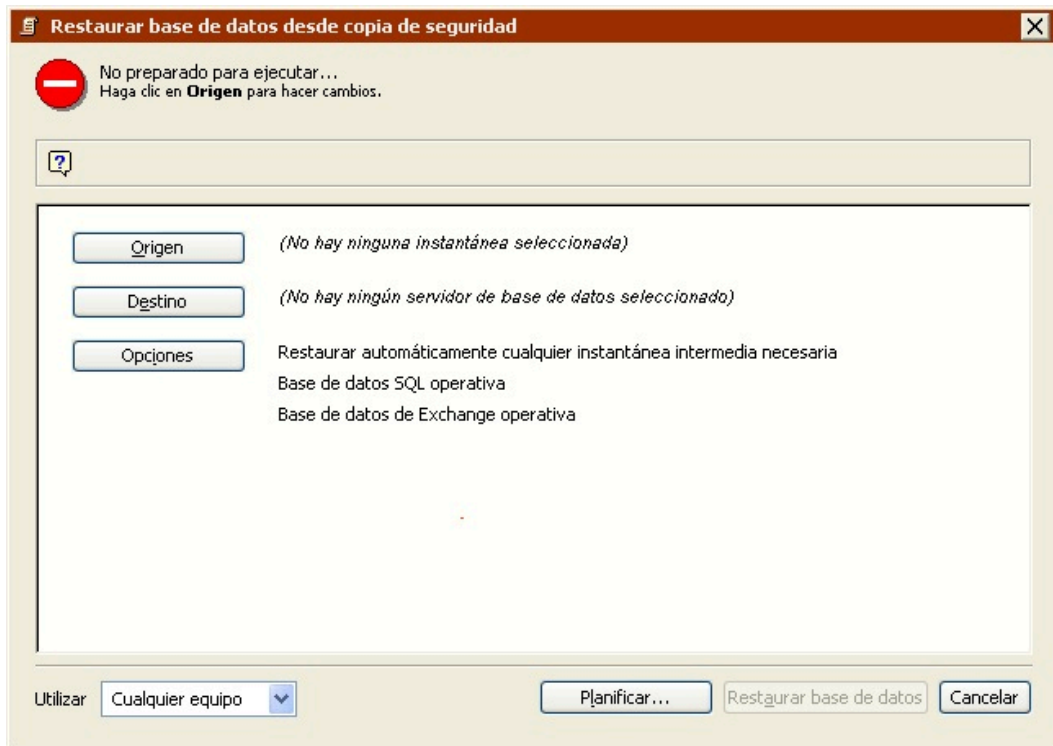 Restaurar base de datos desde copia de seguridad
No preparado para ejecutar...
Haga clic en Origen para hacer cambios.
?
Origen (No hay ninguna instantánea seleccionada)
Destino (No hay ningún servidor de base de datos seleccionado)
Opciones Restaurar automáticamente cualquier instantánea intermedia necesaria
Base de datos SQL operativa
Base de datos de Exchange operativa
Utilizar Cualquier equipo Planificar... Restaurar base de datos Cancelar